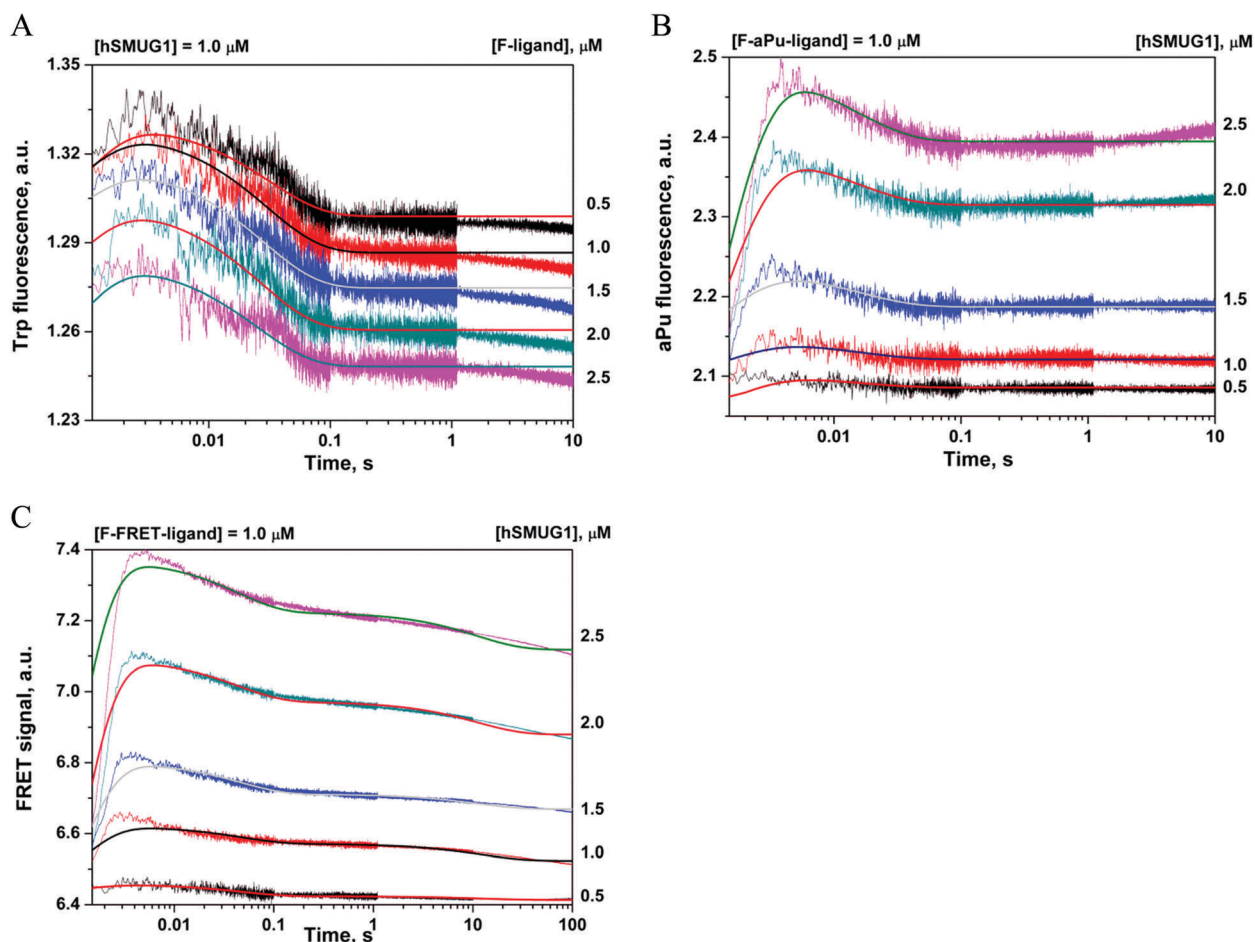 A
[hSMUG1] = 1.0 μM
[F-ligand], μM
1.35
1.32
1.29
1.26
1.23
Trp fluorescence, a.u.
0.5
1.0
1.5
2.0
2.5
0.01
0.1
1
10
Time, s
B
[F-aPu-ligand] = 1.0 μM
[hSMUG1], μM
2.5
2.4
2.3
2.2
2.1
aPu fluorescence, a.u.
2.5
2.0
1.5
1.0
0.5
0.01
0.1
1
10
Time, s
C
[F-FRET-ligand] = 1.0 μM
[hSMUG1], μM
7.4
7.2
7.0
6.8
6.6
6.4
FRET signal, a.u.
2.5
2.0
1.5
1.0
0.5
0.01
0.1
1
10
100
Time, s